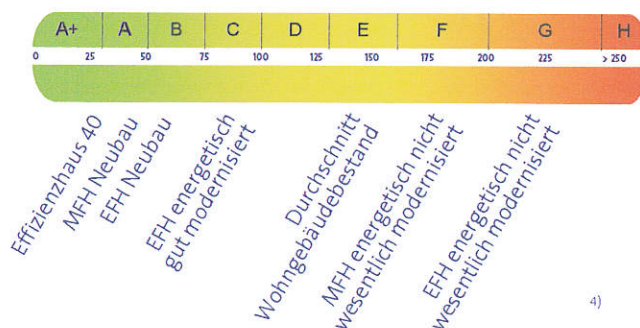 A+ A B C D E F G H
0 25 50 75 100 125 150 175 200 225 > 250
Effizienzhaus 40
MFH Neubau
EFH Neubau
EFH energetisch
gut modernisiert
Durchschnitt
Wohngebäudebestand
MFH energetisch nicht
wesentlich modernisiert
EFH energetisch nicht
wesentlich modernisiert
4)